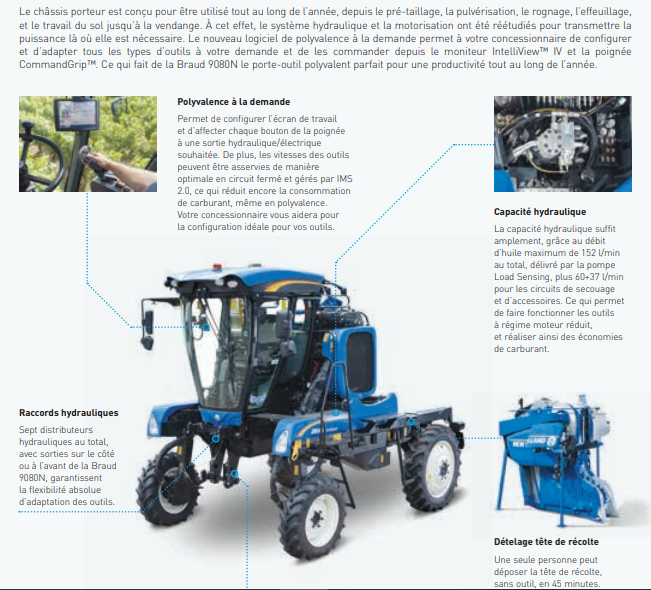 Le châssis porteur est conçu pour être utilisé tout au long de l'année, depuis le pré-taillage, la pulvérisation, le rognage, l'effeuillage,
et le travail du sol jusqu'à la vendange. À cet effet, le système hydraulique et la motorisation ont été réétudiés pour transmettre la
puissance là où elle est nécessaire. Le nouveau logiciel de polyvalence à la demande permet à votre concessionnaire de configurer
et d'adapter tous les types d'outils à votre demande et de les commander depuis le moniteur IntelliView™ IV et la poignée
CommandGrip™. Ce qui fait de la Braud 9080N le porte-outil polyvalent parfait pour une productivité tout au long de l'année.
Polyvalence à la demande
Permet de configurer l'écran de travail
et d'affecter chaque bouton de la poignée
à une sortie hydraulique/électrique
souhaitée. De plus, les vitesses des outils
peuvent être asservies de manière
optimale en circuit fermé et gérés par IMS
2.0, ce qui réduit encore la consommation
de carburant, même en polyvalence.
Votre concessionnaire vous aidera pour
la configuration idéale pour vos outils.
Capacité hydraulique
La capacité hydraulique suffit
amplement, grâce au débit
d'huile maximum de 152 l/min
au total, délivré par la pompe
Load Sensing, plus 60+37 l/min
pour les circuits de secouage
et d'accessoires. Ce qui permet
de faire fonctionner les outils
à régime moteur réduit,
et réaliser ainsi des économies
de carburant.
Raccords hydrauliques
Sept distributeurs
hydrauliques au total,
avec sorties sur le côté
ou à l'avant de la Braud
9080N, garantissent
la flexibilité absolue
d'adaptation des outils.
Dételage tête de récolte
Une seule personne peut
déposer la tête de récolte,
sans outil, en 45 minutes.